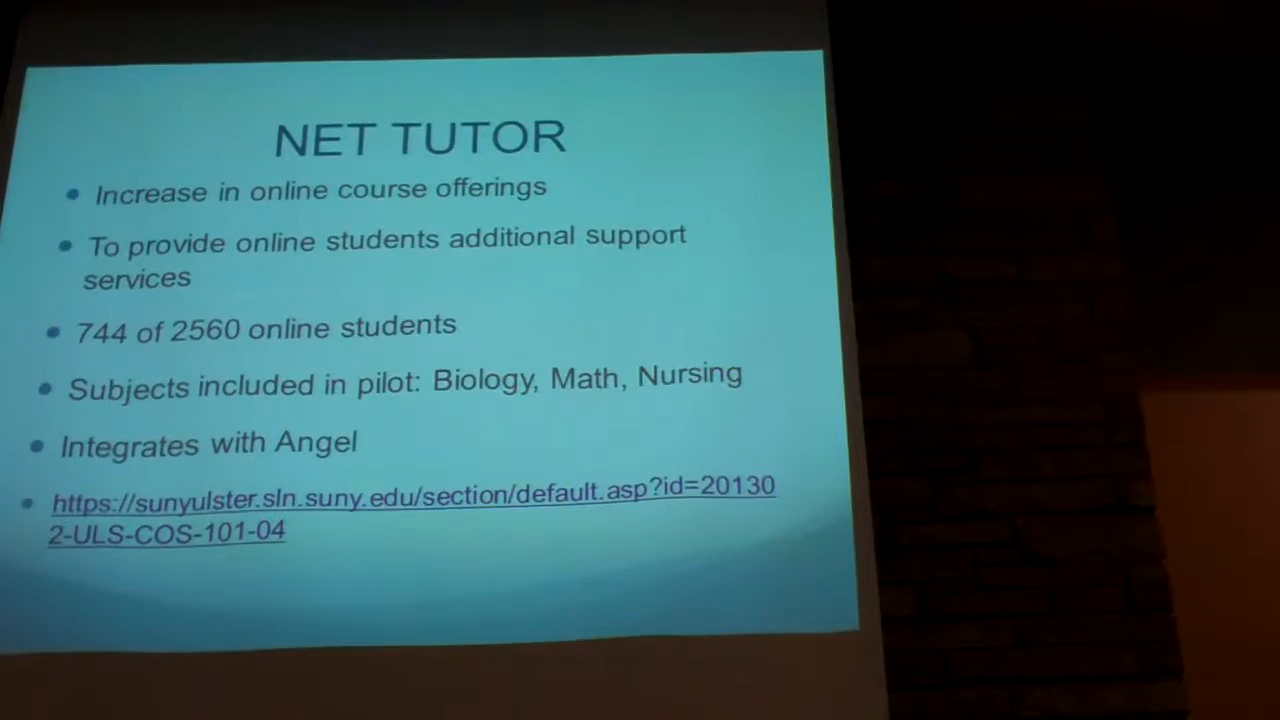 NET TUTOR
Increase in online course offerings
To provide online students additional support
services
744 of 2560 online students
Subjects included in pilot: Biology, Math, Nursing
Integrates with Angel
https://sunyulster.sln.suny.edu/section/default.asp?id=20130
2-ULS-COS-101-04